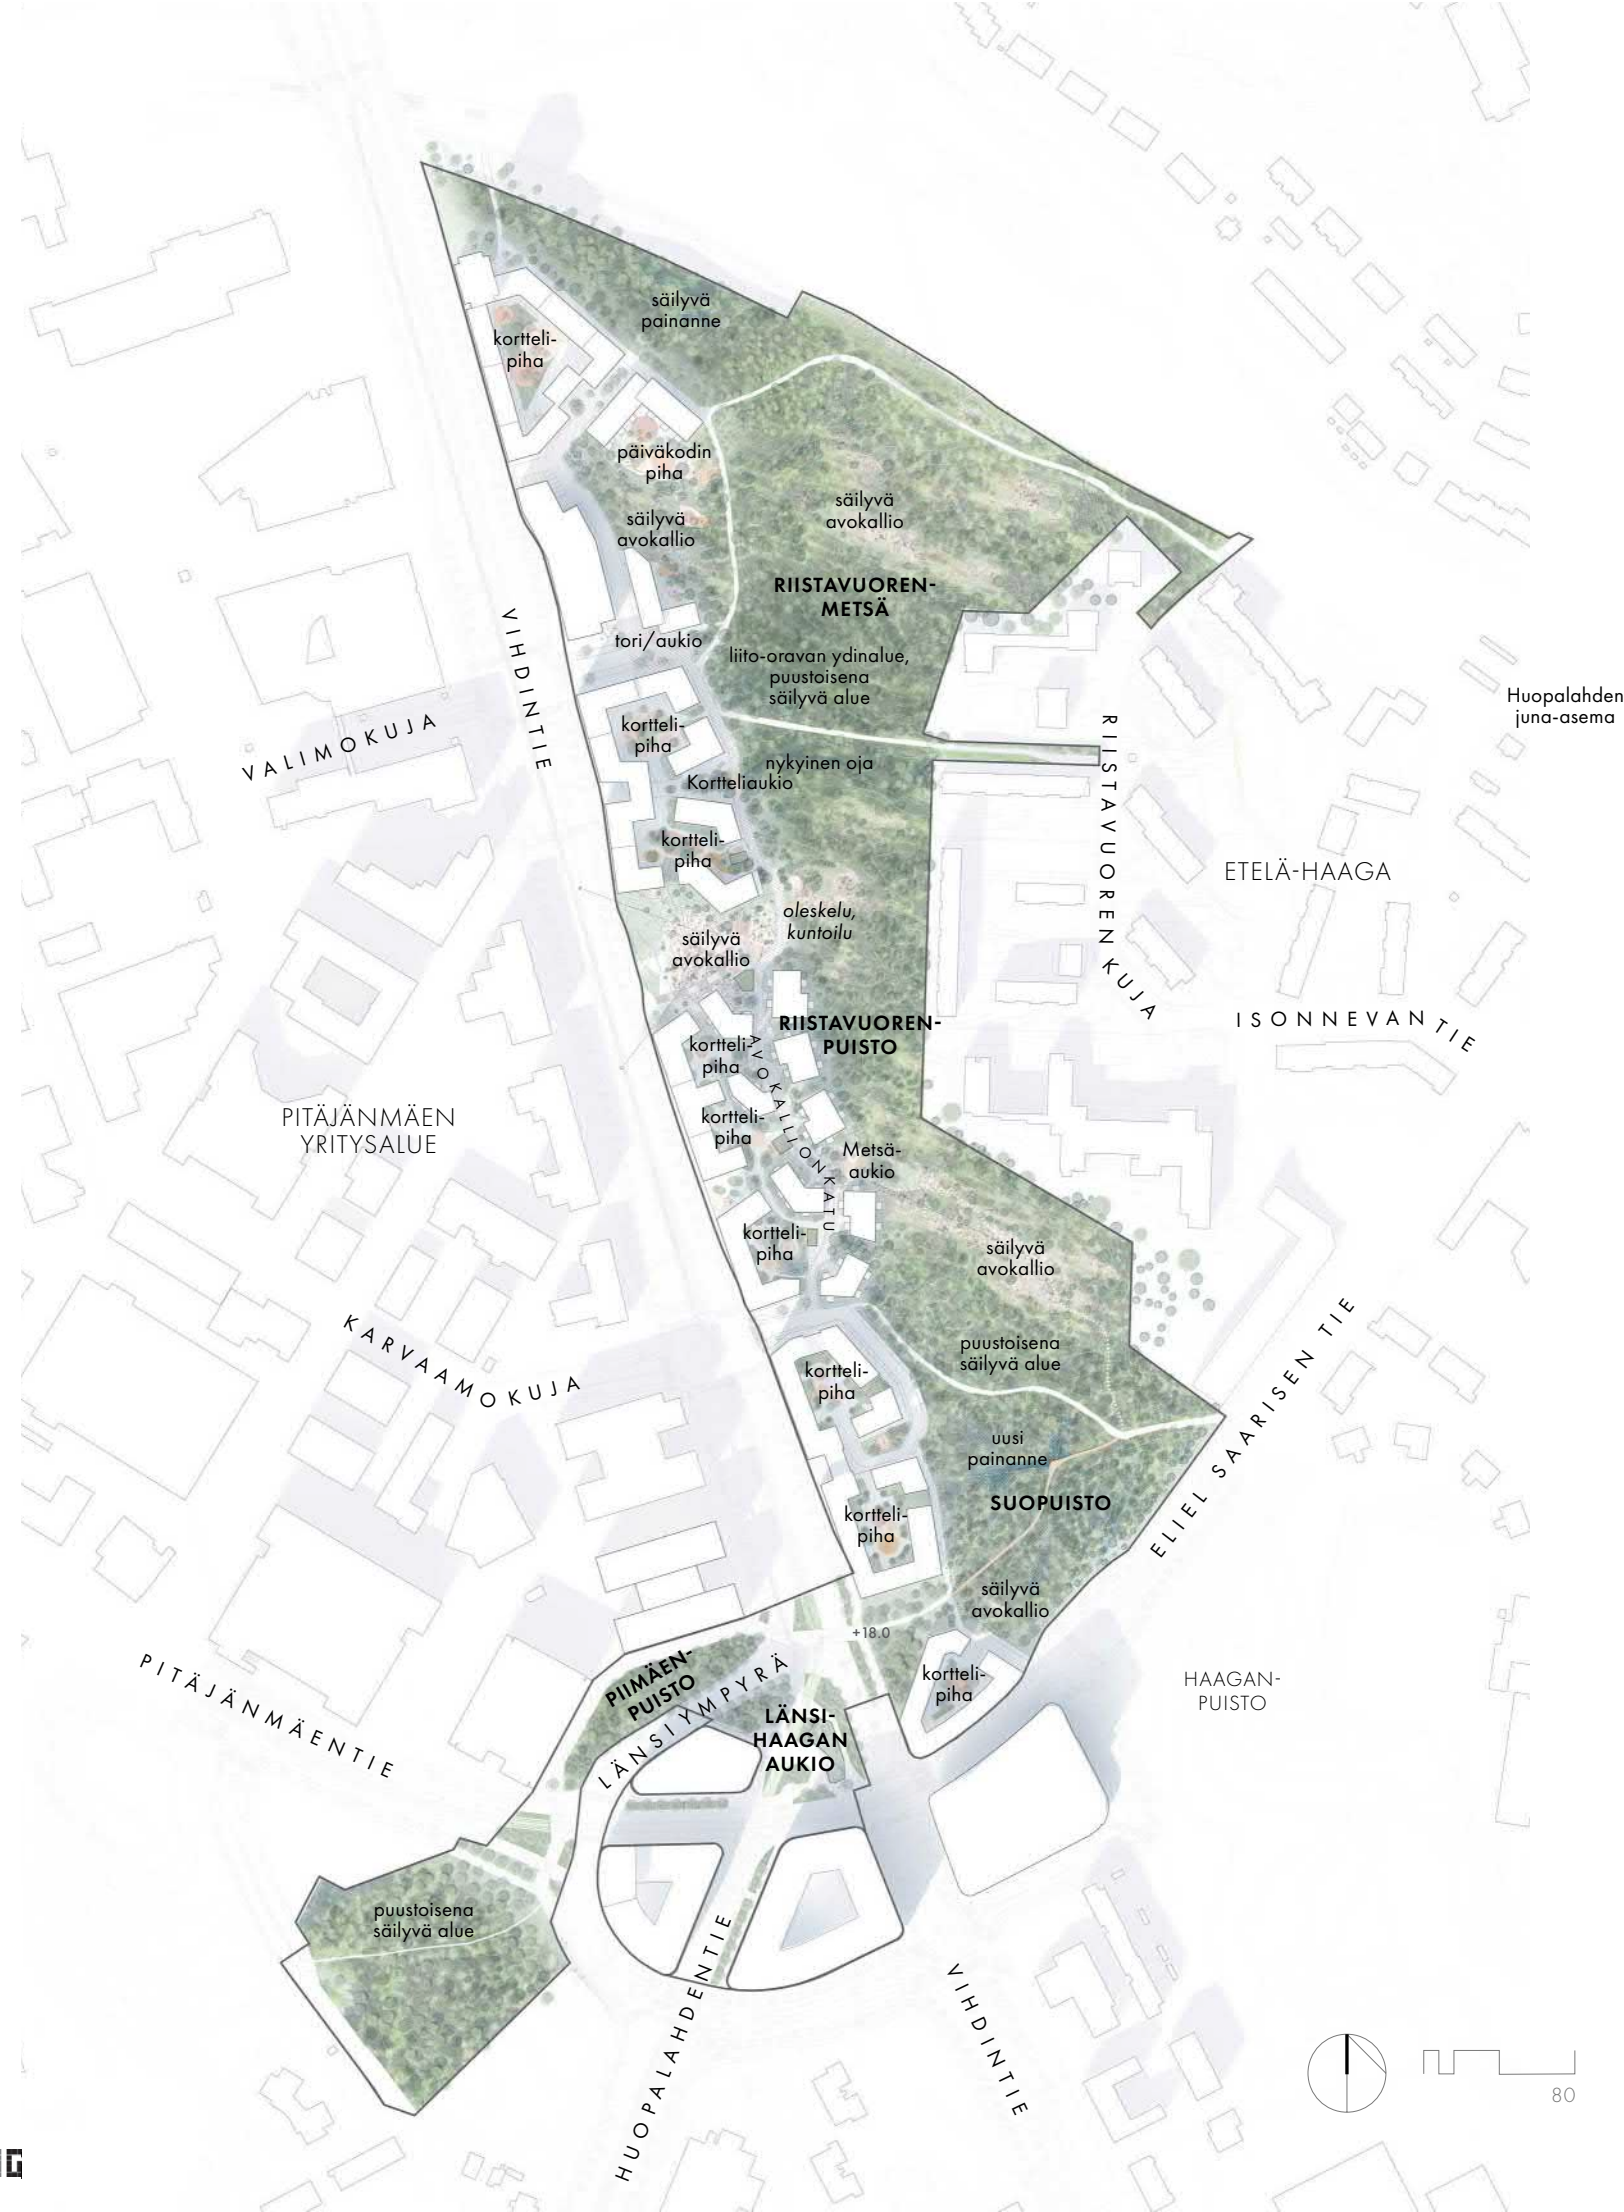 säilyvä
painanne
kortteli-
piha
päiväkodin
piha
säilyvä
avokallio
säilyvä
avokallio
RIISTAVUOREN-
METSÄ
tori/aukio
liito-oravan ydinalue,
puustoisena
säilyvä alue
VIHDINTIE
VALIMOKUJA
Huopalahden
juna-asema
kortteli-
piha
nykyinen oja
Kortteliaukio
RIISTAVUORENKUJA
kortteli-
piha
ETELÄ-HAAGA
oleskelu,
kuntoilu
säilyvä
avokallio
ISONNEVANTIE
RIISTAVUOREN-
PUISTO
kortteli-
piha
AVOKALLIONKATU
PITÄJÄNMÄEN
YRITYSALUE
kortteli-
piha
Metsä-
aukio
kortteli-
piha
säilyvä
avokallio
KARVAAMOKUJA
puustoisena
säilyvä alue
kortteli-
piha
ELIEL SAARISEN TIE
uusi
painanne
SUOPUISTO
kortteli-
piha
säilyvä
avokallio
+18.0
PIIMÄEN-
PUISTO
LÄNSIYMPYRÄ
kortteli-
piha
HAAGAN-
PUISTO
PITÄJÄNMÄENTIE
LÄNSI-
HAAGAN
AUKIO
puustoisena
säilyvä alue
HUOPALAHDENTIE
VIHDINTIE
80